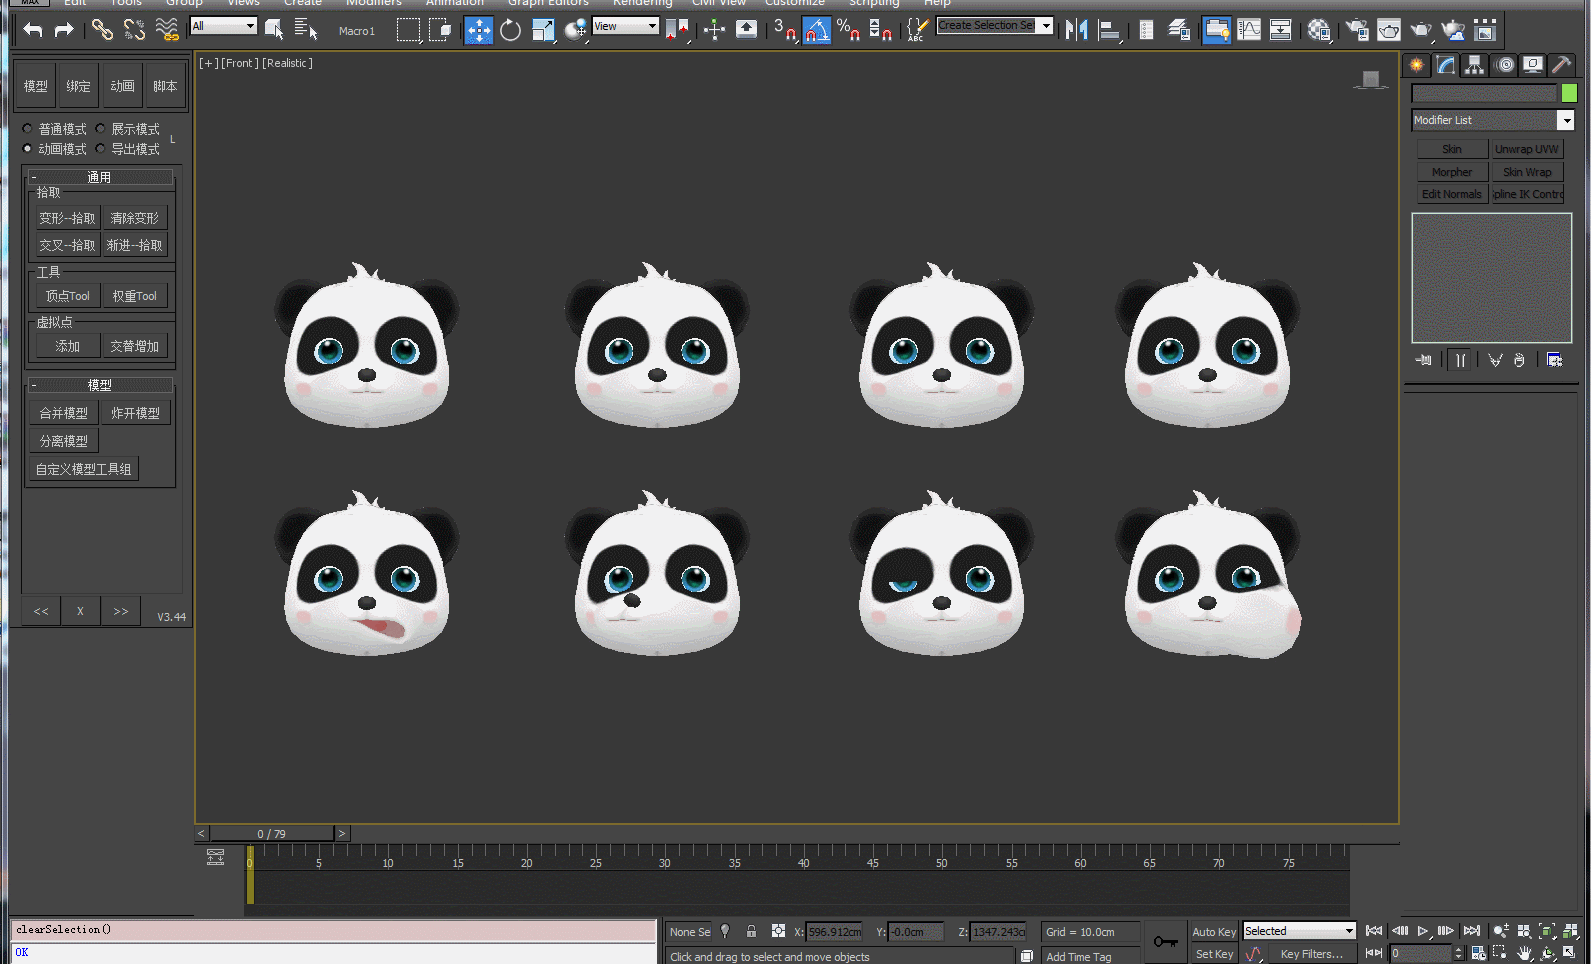 MAX Edit Tools Group Views Create Modifiers Animation Graph Editors Rendering Civil View Customize Scripting Help
All Macro1 View 3 % ABC Create Selection Se
[+] [Front ] [Realistic ]
模型 绑定 动画 脚本
普通模式 展示模式 L
动画模式 导出模式
- 通用
拾取
变形--拾取 清除变形
交叉--拾取 渐进--拾取
工具
顶点Tool 权重Tool
虚拟点
添加 交替增加
- 模型
合并模型 炸开模型
分离模型
自定义模型工具组
<< X >> V3.44
Modifier List
Skin Unwrap UVW
Morpher Skin Wrap
Edit Normals pline IK Contro
< 0 / 79 >
0 5 10 15 20 25 30 35 40 45 50 55 60 65 70 75
clearSelection()
OK
None Se X: 596.912cm Y: -0.0cm Z: 1347.243c Grid = 10.0cm
Click and drag to select and move objects Add Time Tag
Auto Key Selected
Set Key Key Filters... 0